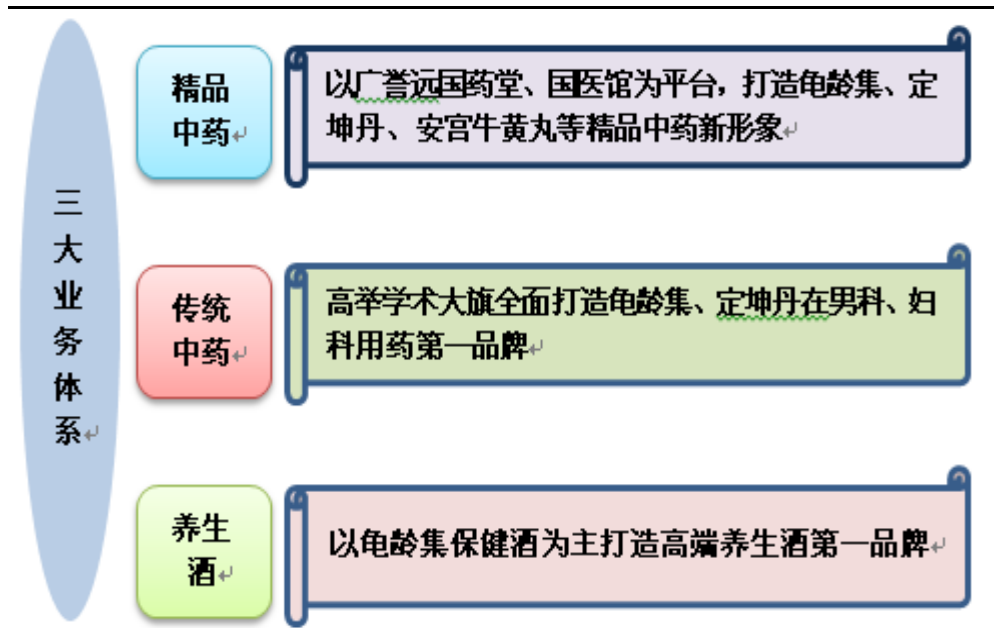 三大业务体系
精品
中药
以广誉远国药堂、国医馆为平台，打造龟龄集、定
坤丹、安宫牛黄丸等精品中药新形象
传统
中药
高举学术大旗全面打造龟龄集、定坤丹在男科、妇
科用药第一品牌
养生
酒
以龟龄集保健酒为主打造高端养生酒第一品牌